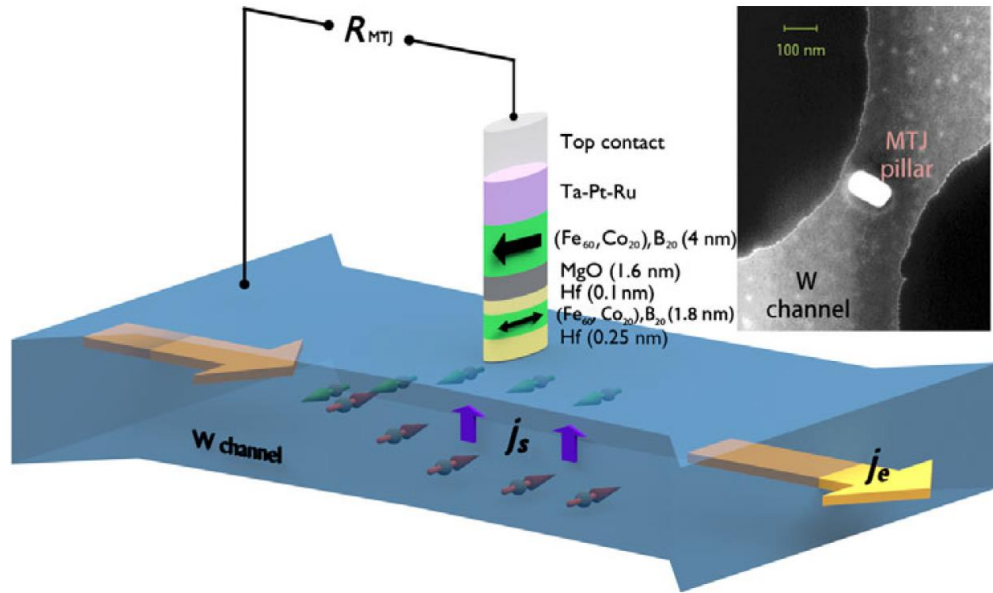 R MTJ
100 nm
Top contact
MTJ
pillar
Ta-Pt-Ru
(Fe₆₀,Co₂₀),B₂₀ (4 nm)
MgO (1.6 nm)
Hf (0.1 nm)
(Fe₆₀,Co₂₀),B₂₀ (1.8 nm)
Hf (0.25 nm)
W
channel
W channel
jₛ
jₑ